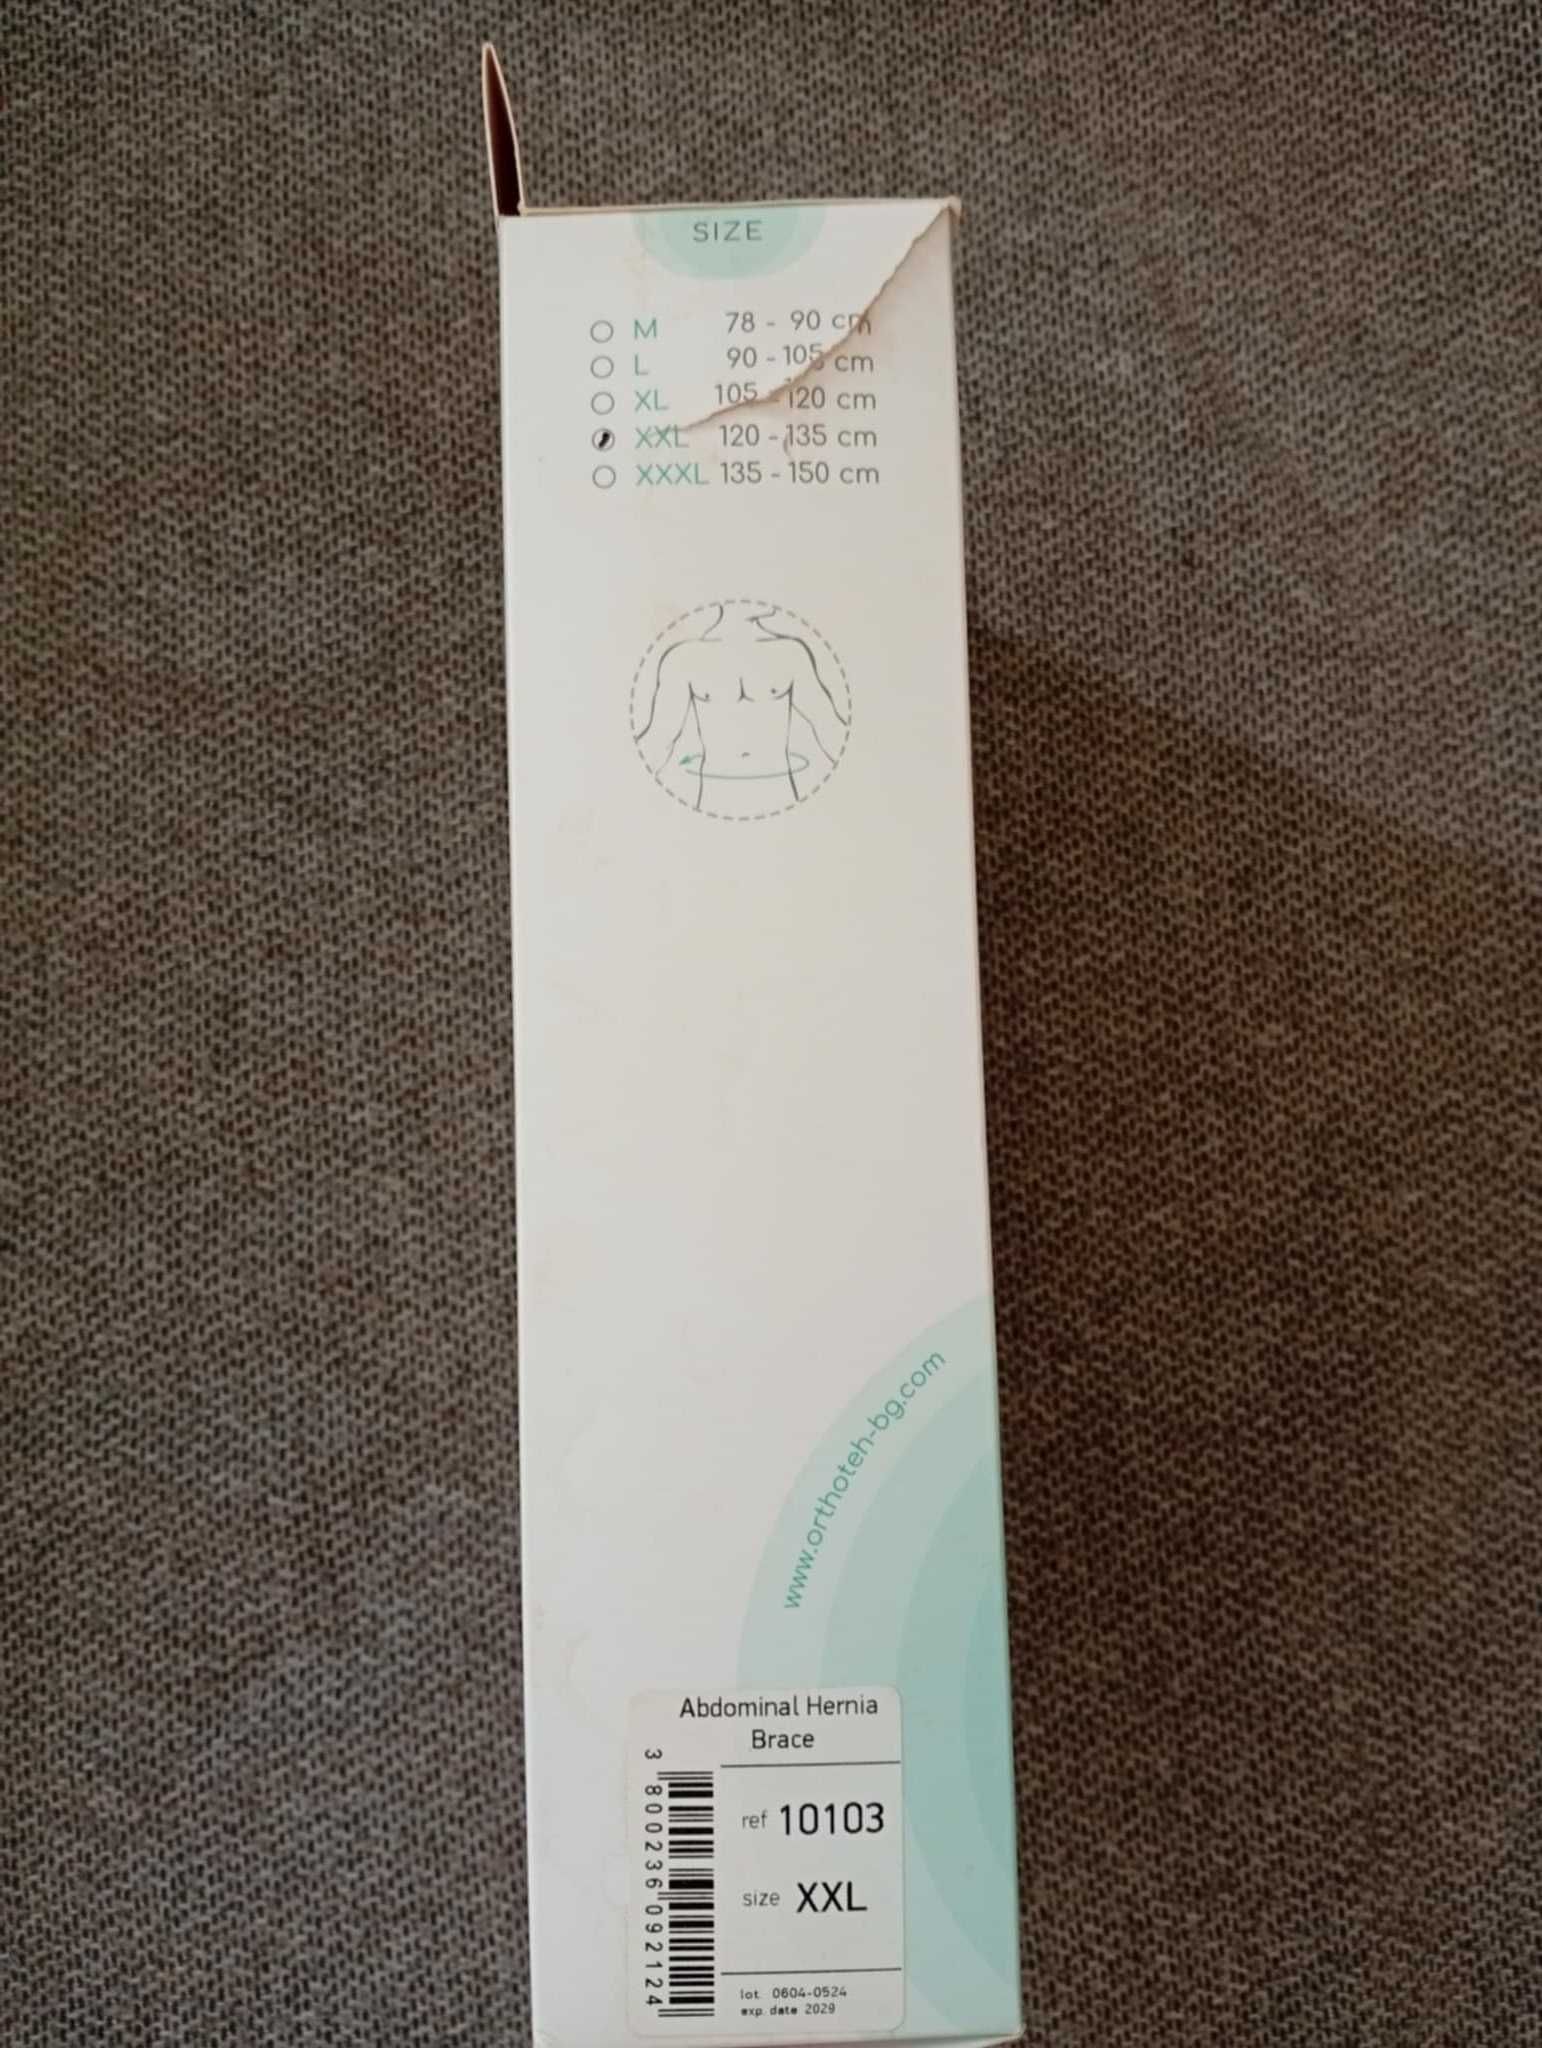 SIZE
M 78 - 90 cm
L 90 - 105 cm
XL 105 - 120 cm
XXL 120 - 135 cm
XXXL 135 - 150 cm
www.orthoteh-bg.com
Abdominal Hernia
Brace
ref 10103
size XXL
lot. 0604-0524
exp. date 2029
3 800236 092124